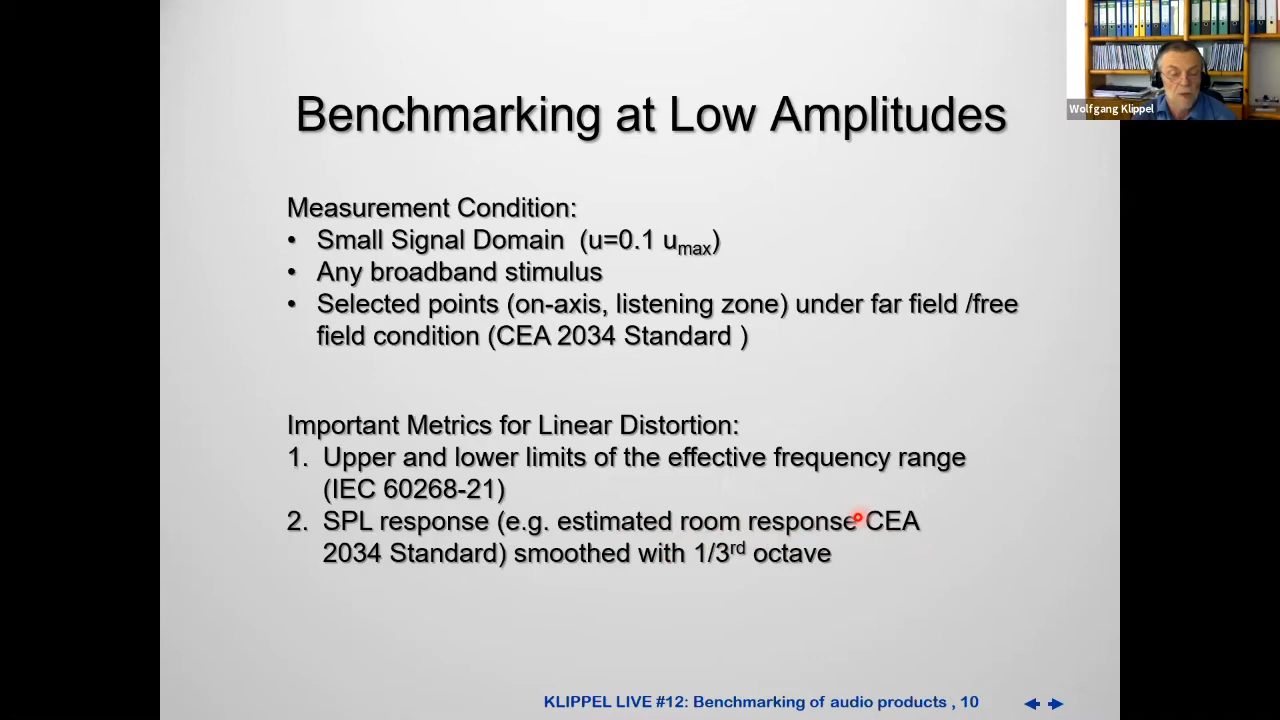 Benchmarking at Low Amplitudes
Wolfgang Klippel
Measurement Condition:
• Small Signal Domain (u=0.1 umax)
• Any broadband stimulus
• Selected points (on-axis, listening zone) under far field /free
field condition (CEA 2034 Standard )
Important Metrics for Linear Distortion:
1. Upper and lower limits of the effective frequency range
(IEC 60268-21)
2. SPL response (e.g. estimated room response CEA
2034 Standard) smoothed with 1/3rd octave
KLIPPEL LIVE #12: Benchmarking of audio products , 10